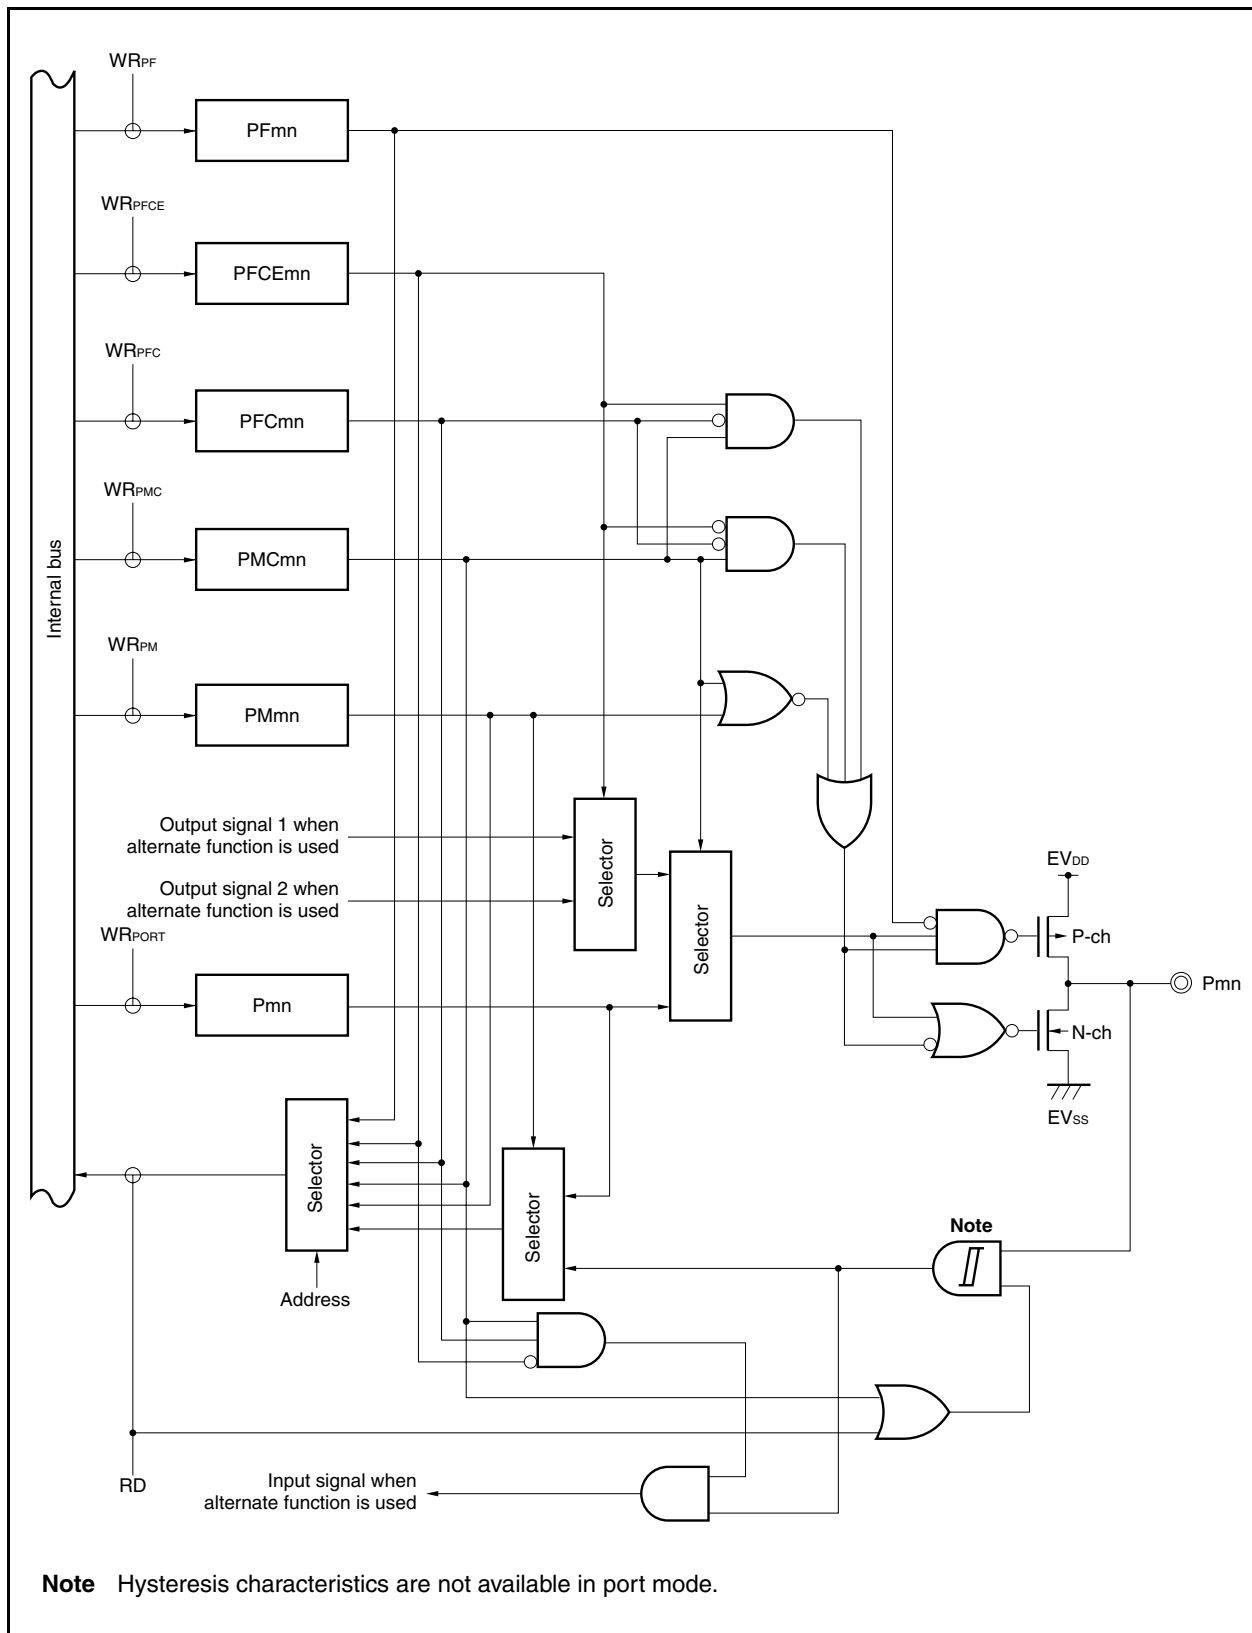 WRPF
PFmn
WRPFCE
PFCEmn
WRPFC
PFCmn
WRPMC
PMCmn
Internal bus
WRPM
PMmn
Output signal 1 when
alternate function is used
Output signal 2 when
alternate function is used
Selector
Selector
WRPORT
Pmn
EVDD
P-ch
Pmn
N-ch
EVSS
Selector
Selector
Address
Note
RD
Input signal when
alternate function is used
Note Hysteresis characteristics are not available in port mode.